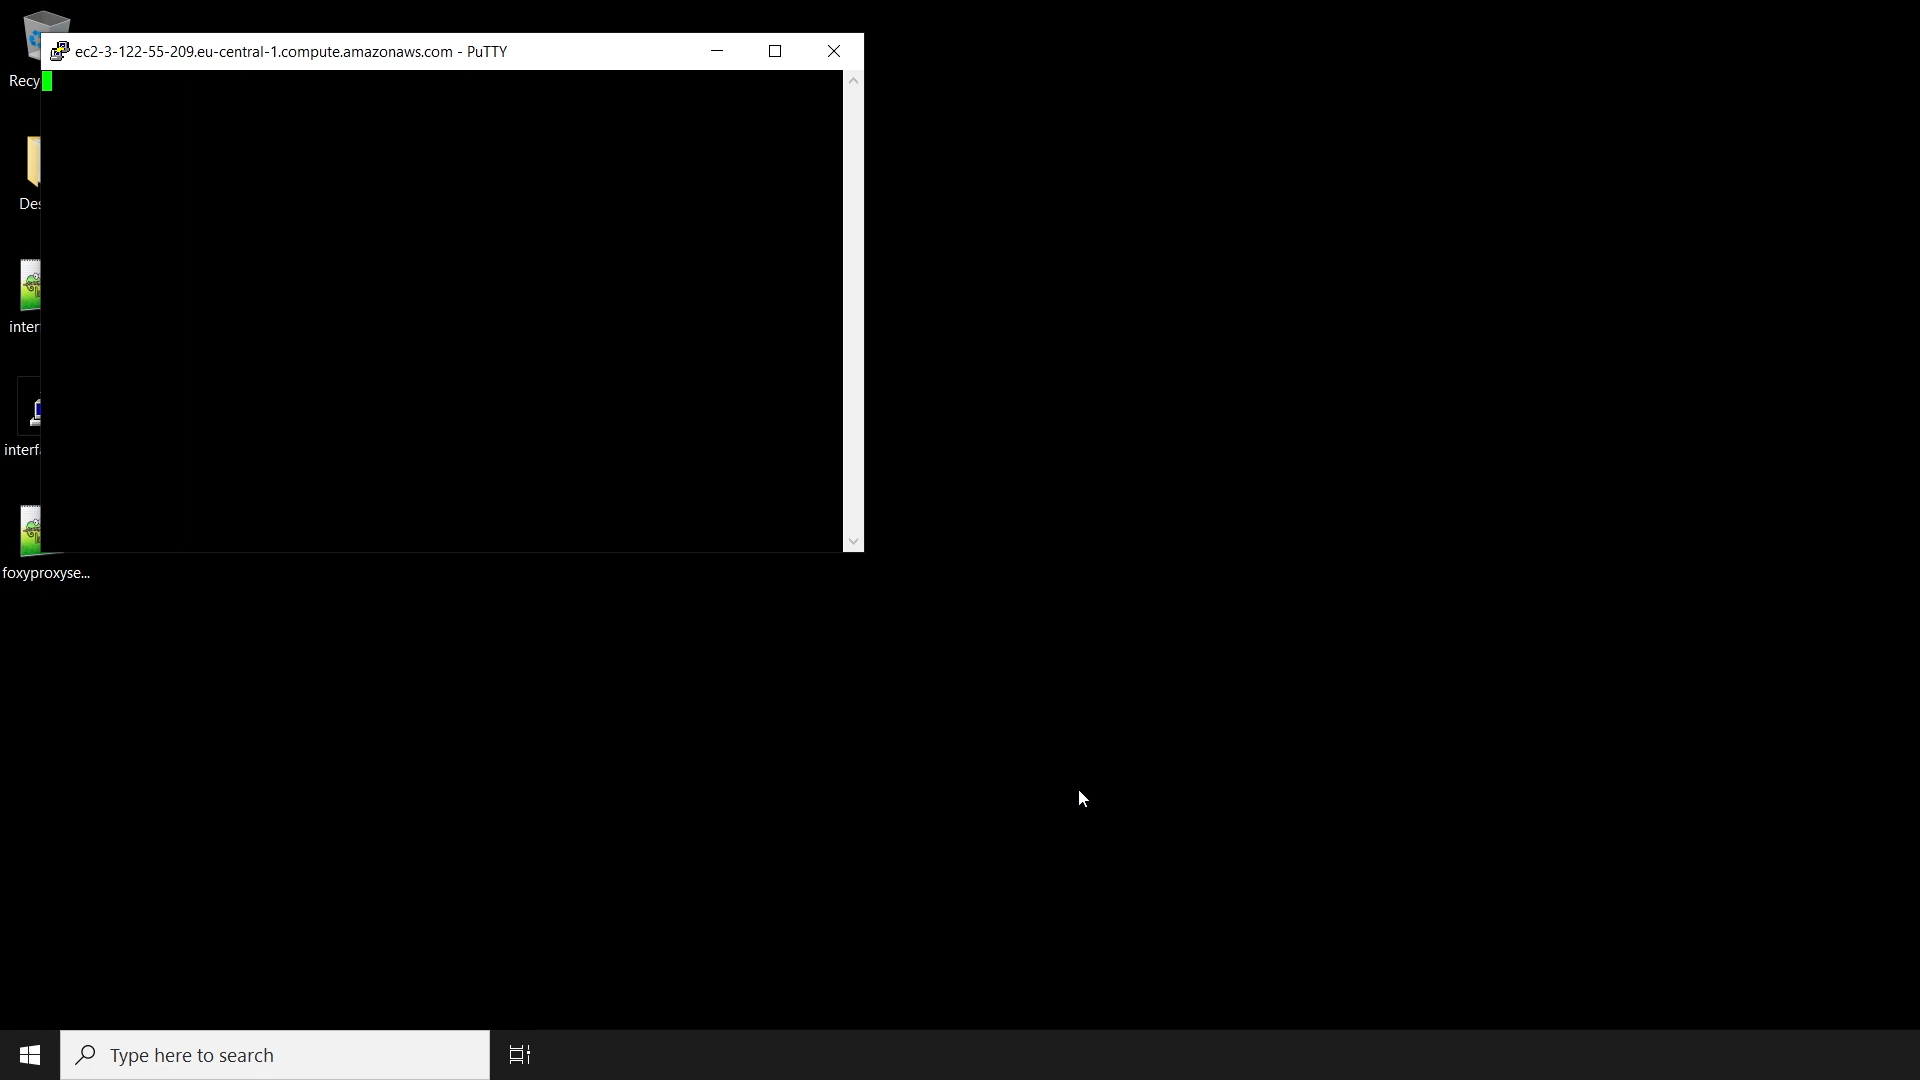 ec2-3-122-55-209.eu-central-1.compute.amazonaws.com - PuTTY
Recy
Des
inter
interf
foxyproxyse...
Type here to search